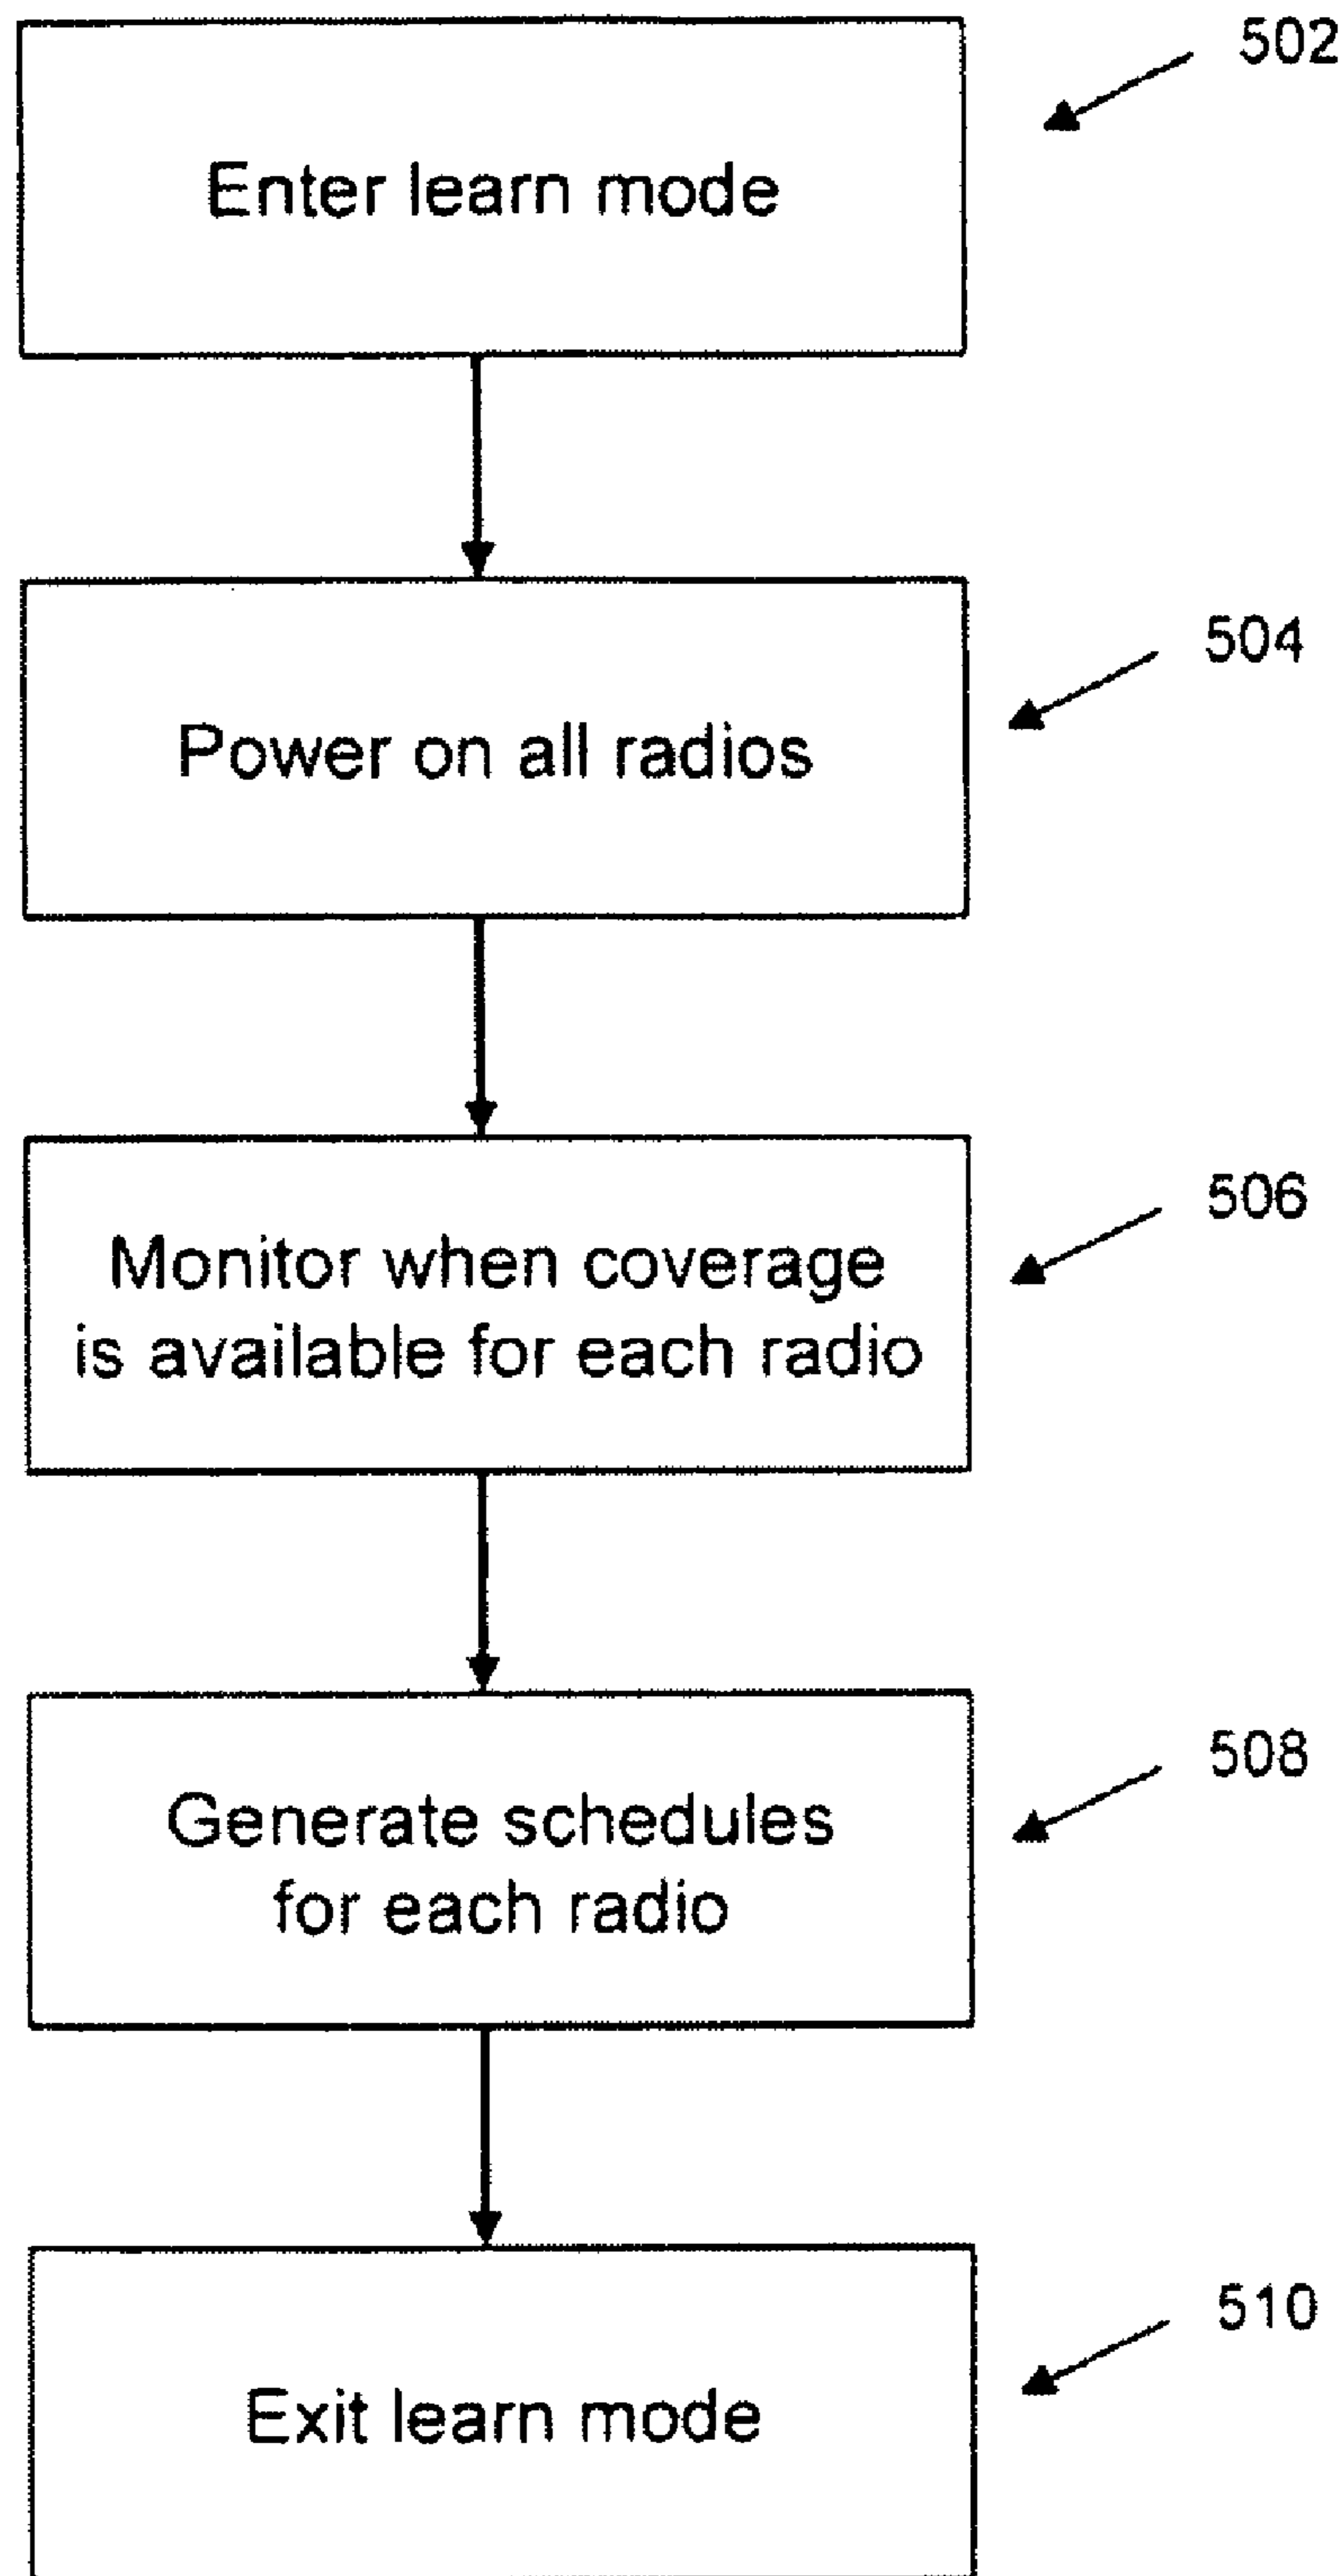 502
Enter learn mode
504
Power on all radios
506
Monitor when coverage
is available for each radio
508
Generate schedules
for each radio
510
Exit learn mode